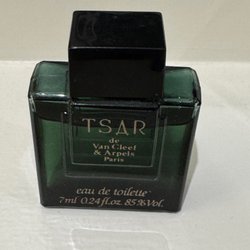 TSAR
de
Van Cleef
& Arpels
Paris
eau de toilette
7ml 0.24fl.oz. 85%Vol.